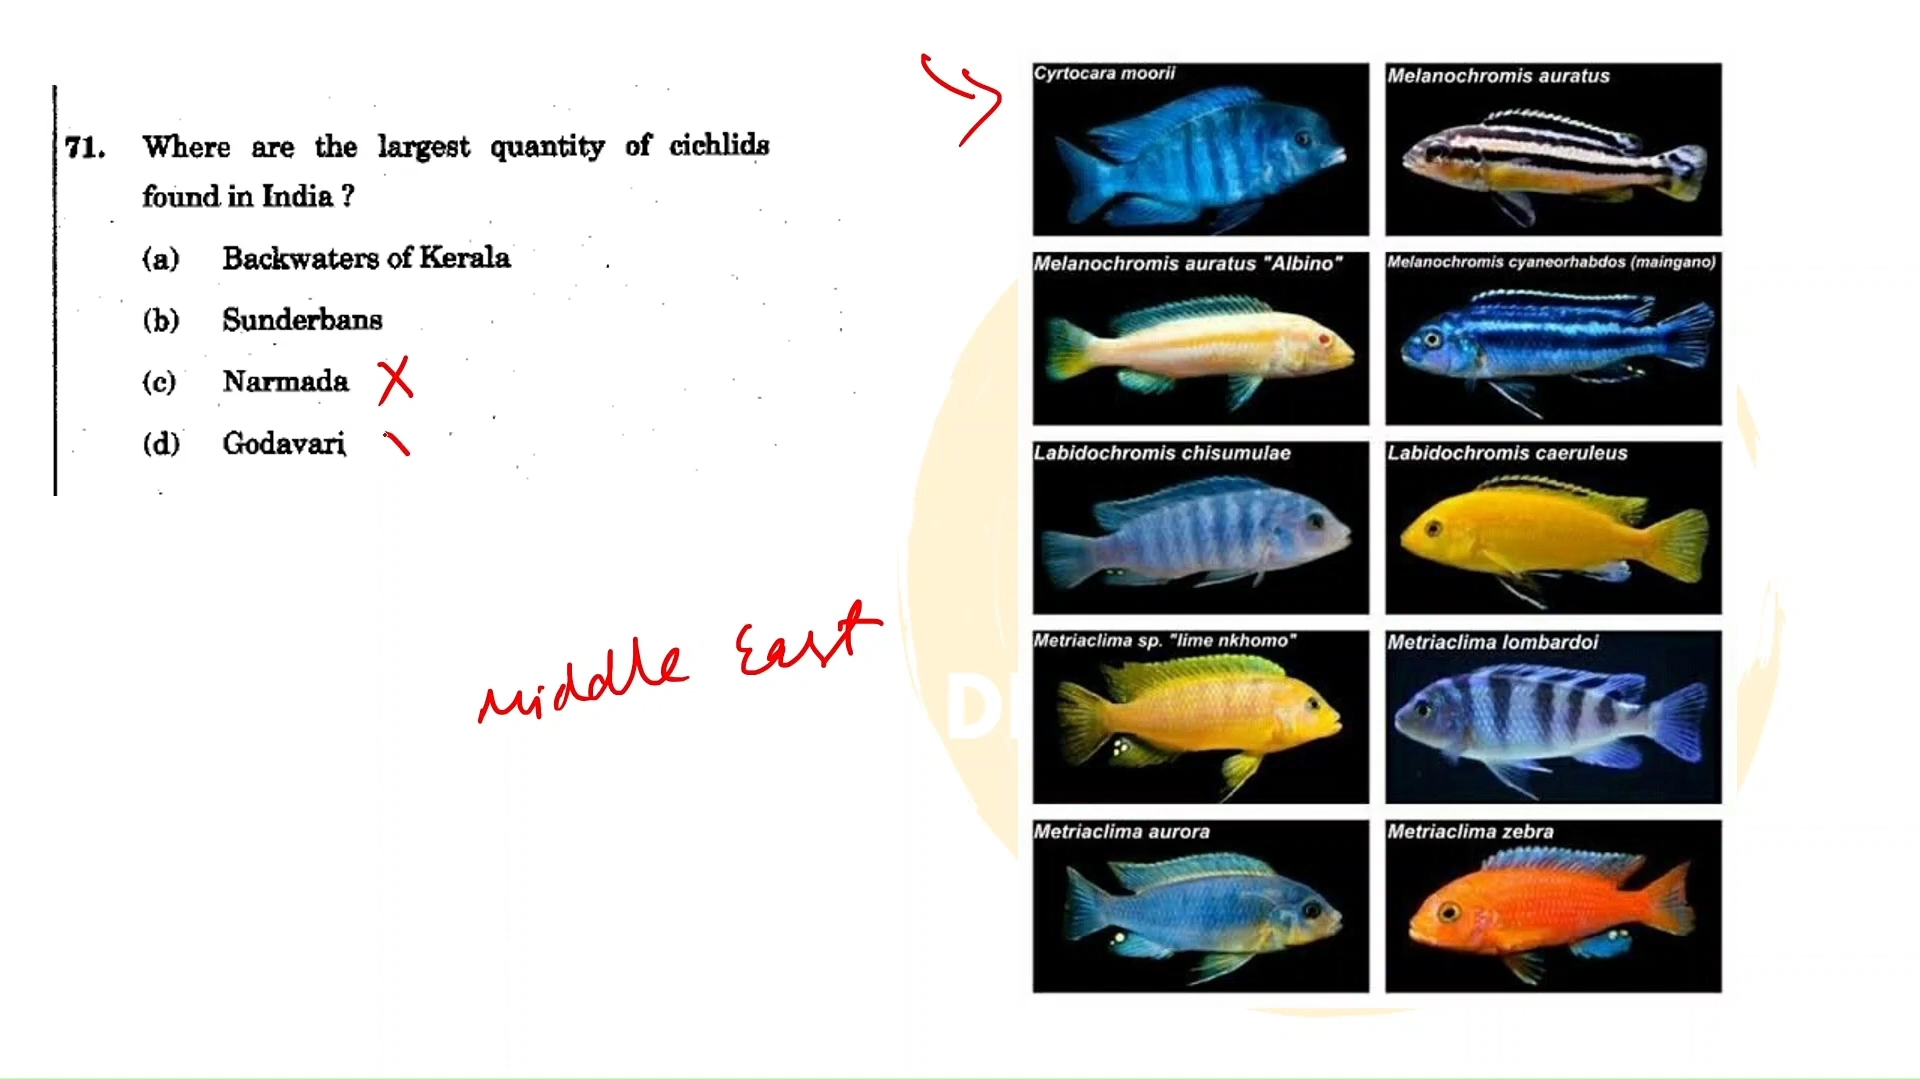 71. Where are the largest quantity of cichlids
found in India ?
(a) Backwaters of Kerala
(b) Sunderbans
(c) Narmada X
(d) Godavari
Middle East
Cyrtocara moorii
Melanochromis auratus
Melanochromis auratus "Albino"
Melanochromis cyaneorhabdos (maingano)
Labidochromis chisumulae
Labidochromis caeruleus
Metriaclima sp. "lime nkhomo"
Metriaclima lombardoi
Metriaclima aurora
Metriaclima zebra